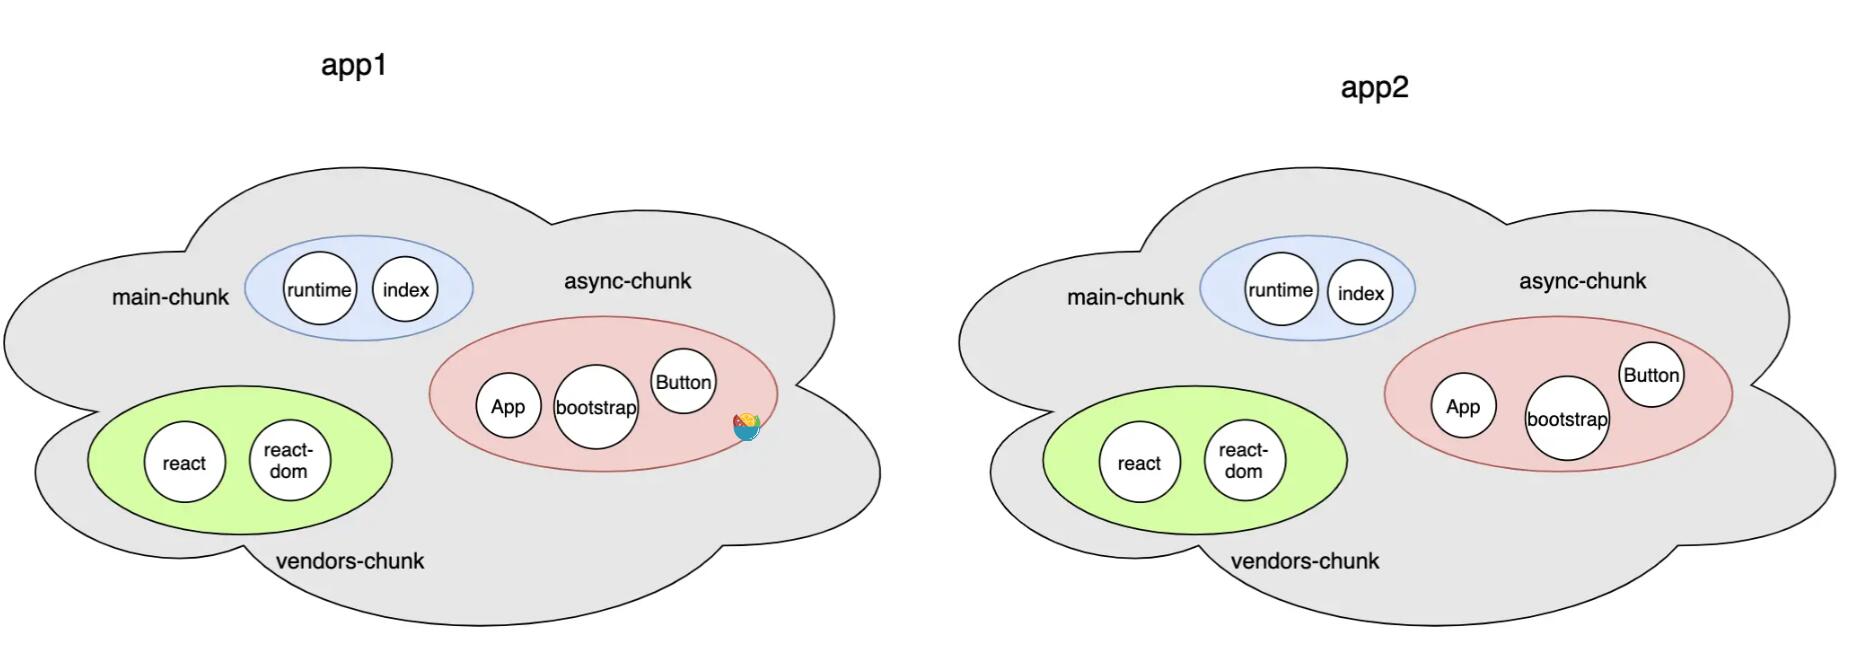 app1
main-chunk
runtime
index
async-chunk
App
bootstrap
Button
react
react-
dom
vendors-chunk
app2
main-chunk
runtime
index
async-chunk
App
bootstrap
Button
react
react-
dom
vendors-chunk